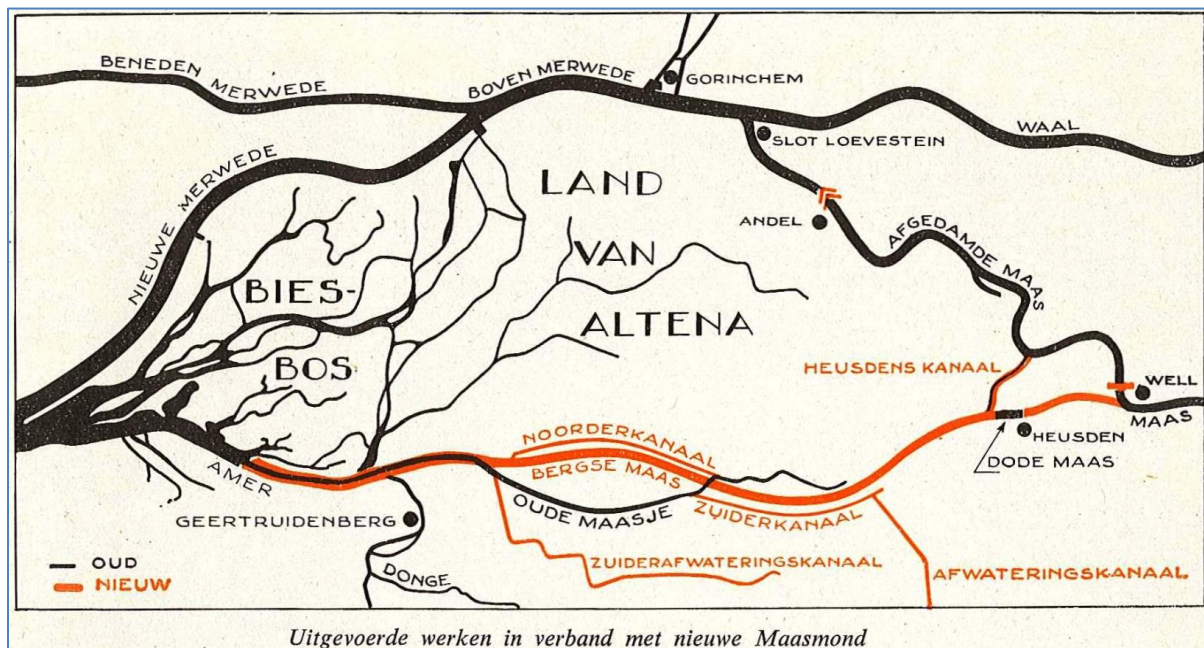 BENEDEN MERWEDE
BOVEN MERWEDE
GORINCHEM
SLOT LOEVESTEIN
WAAL
NIEUWE MERWEDE
LAND
VAN
ALTENA
ANDEL
AFGEDAMDE MAAS
BIES-
BOS
HEUSDENS KANAAL
WELL
MAAS
HEUSDEN
DODE MAAS
AMER
NOORDERKANAAL
BERGSE MAAS
OUDE MAASJE
ZUIDERKANAAL
GEERTRUIDENBERG
DONGE
ZUIDERAFWATERINGSKANAAL
AFWATERINGSKANAAL
OUD
NIEUW
Uitgevoerde werken in verband met nieuwe Maasmond